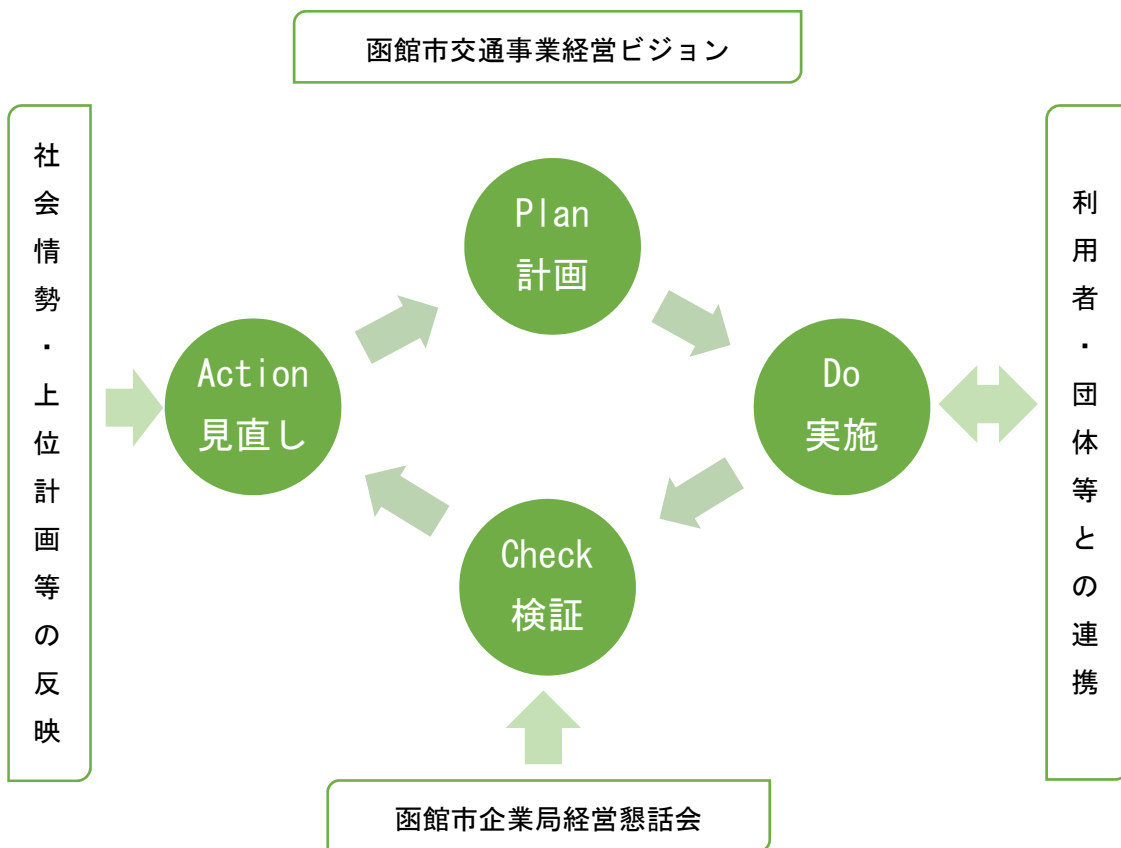 函館市交通事業経営ビジョン
社会情勢・上位計画等の反映
Plan
計画
利用者・団体等との連携
Action
見直し
Do
実施
Check
検証
函館市企業局経営懇話会